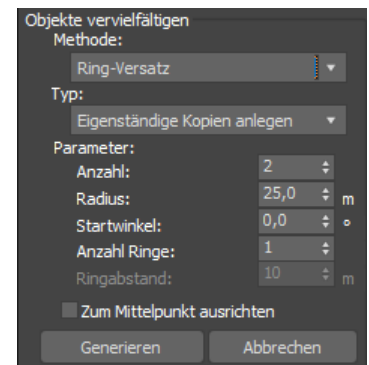 Objekte vervielfältigen
Methode:
Ring-Versatz
Typ:
Eigenständige Kopien anlegen
Parameter:
Anzahl: 2
Radius: 25,0 m
Startwinkel: 0,0 °
Anzahl Ringe: 1
Ringabstand: 10 m
Zum Mittelpunkt ausrichten
Generieren Abbrechen